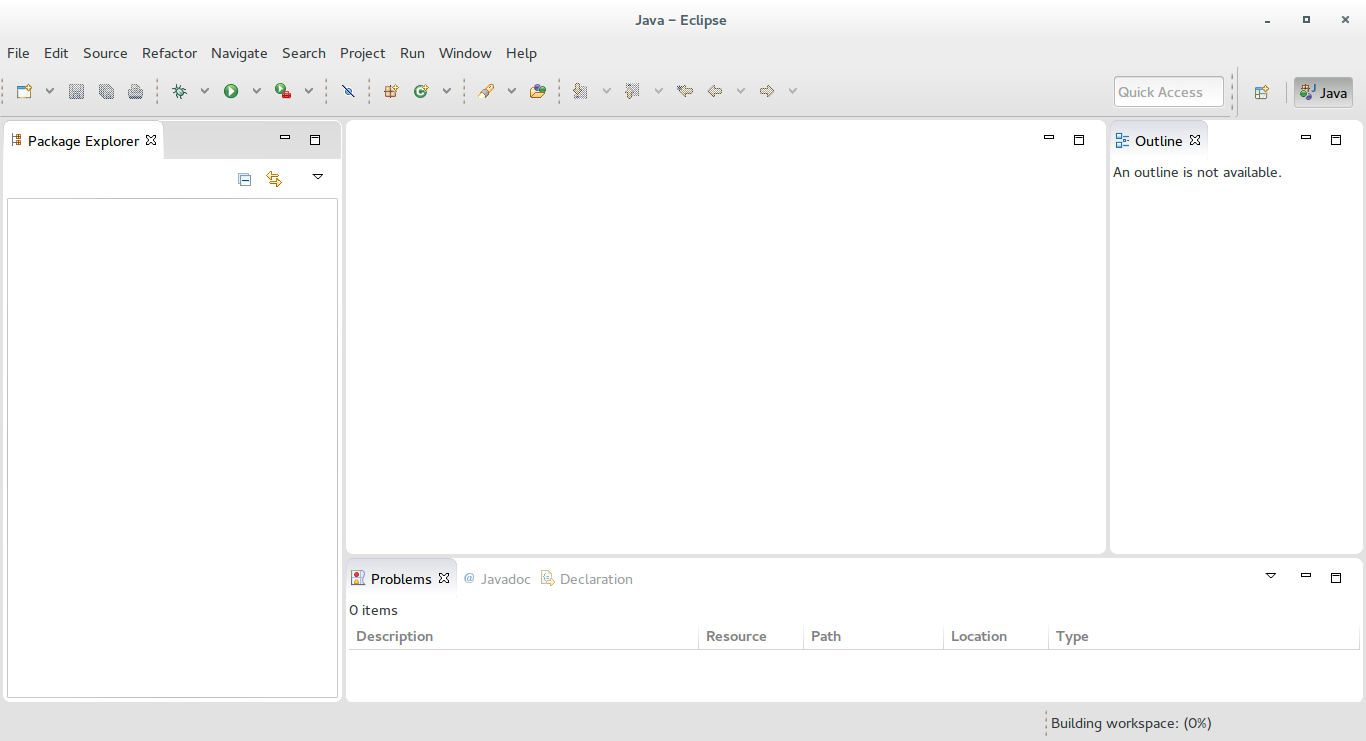 Java – Eclipse
File Edit Source Refactor Navigate Search Project Run Window Help
Quick Access
Java
Package Explorer
Outline
An outline is not available.
Problems @ Javadoc Declaration
0 items
Description Resource Path Location Type
Building workspace: (0%)